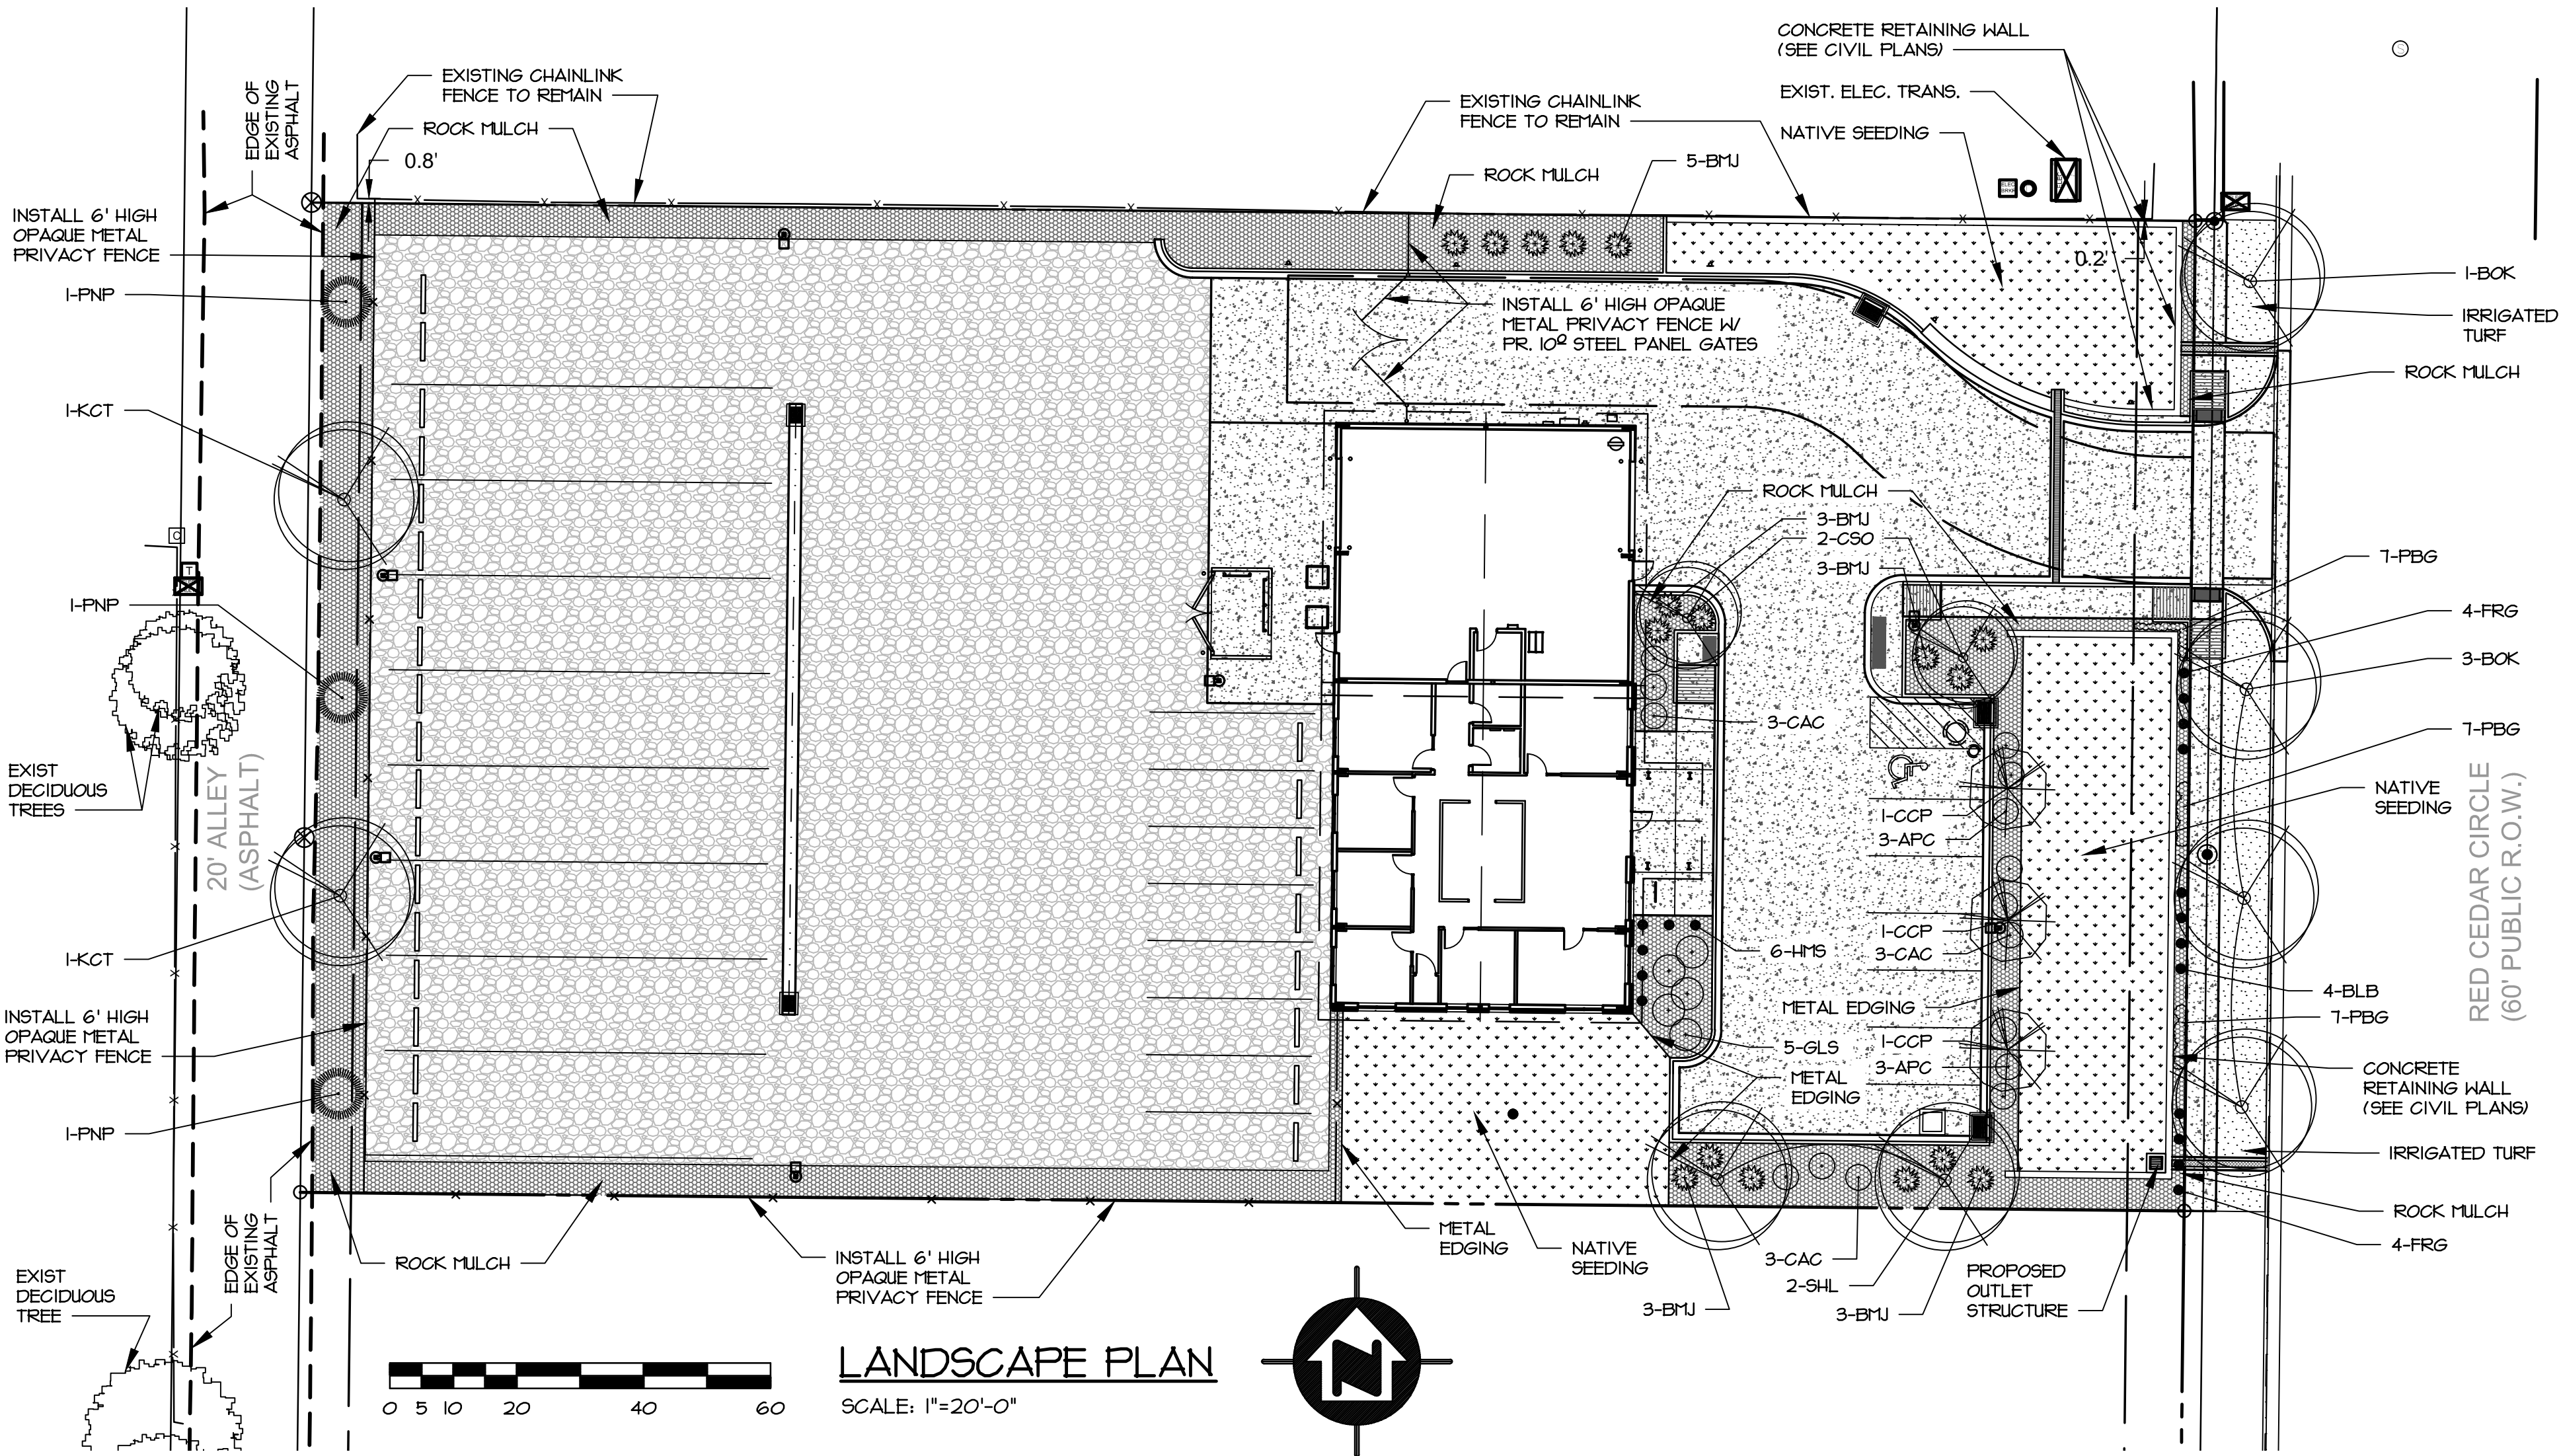 CONCRETE RETAINING WALL
(SEE CIVIL PLANS)
EXISTING CHAINLINK
FENCE TO REMAIN
EDGE OF
EXISTING
ASPHALT
ROCK MULCH
0.8'
EXISTING CHAINLINK
FENCE TO REMAIN
EXIST. ELEC. TRANS.
NATIVE SEEDING
ROCK MULCH
5-BMJ
S
INSTALL 6' HIGH
OPAQUE METAL
PRIVACY FENCE
1-PNP
1-KCT
1-PNP
EXIST
DECIDUOUS
TREES
20' ALLEY
(ASPHALT)
1-KCT
INSTALL 6' HIGH
OPAQUE METAL
PRIVACY FENCE
1-PNP
INSTALL 6' HIGH OPAQUE
METAL PRIVACY FENCE W/
PR. 10⁰ STEEL PANEL GATES
0.2'
1-BOK
IRRIGATED
TURF
ROCK MULCH
ROCK MULCH
3-BMJ
2-CSO
3-BMJ
3-CAC
1-CCP
3-APC
1-CCP
3-CAC
6-HMS
METAL EDGING
5-GLS
1-CCP
3-APC
METAL
EDGING
7-PBG
4-FRG
3-BOK
7-PBG
NATIVE
SEEDING
RED CEDAR CIRCLE
(60' PUBLIC R.O.W.)
4-BLB
7-PBG
CONCRETE
RETAINING WALL
(SEE CIVIL PLANS)
IRRIGATED TURF
ROCK MULCH
4-FRG
EXIST
DECIDUOUS
TREE
EDGE OF
EXISTING
ASPHALT
ROCK MULCH
INSTALL 6' HIGH
OPAQUE METAL
PRIVACY FENCE
METAL
EDGING
NATIVE
SEEDING
3-CAC
2-SHL
3-BMJ
3-BMJ
PROPOSED
OUTLET
STRUCTURE
0 5 10 20 40 60
LANDSCAPE PLAN
SCALE: 1"=20'-0"
N